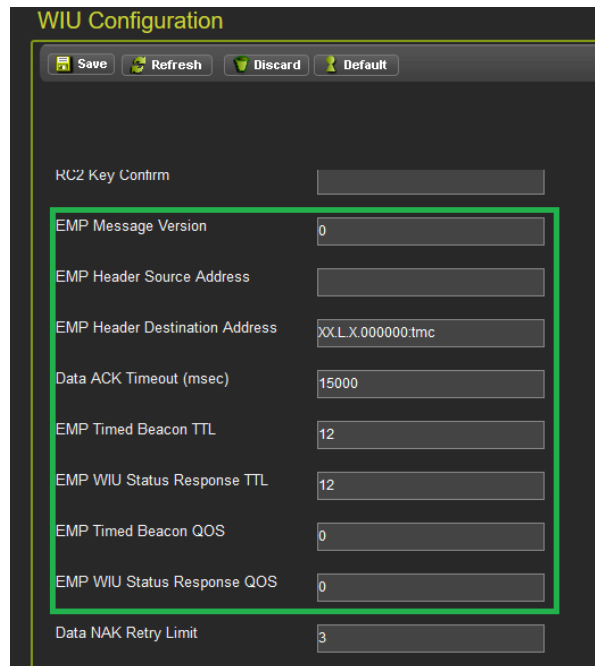 WIU Configuration
Save Refresh Discard Default
RC2 Key Confirm
EMP Message Version 0
EMP Header Source Address
EMP Header Destination Address XX.L.X.000000:tmc
Data ACK Timeout (msec) 15000
EMP Timed Beacon TTL 12
EMP WIU Status Response TTL 12
EMP Timed Beacon QOS 0
EMP WIU Status Response QOS 0
Data NAK Retry Limit 3